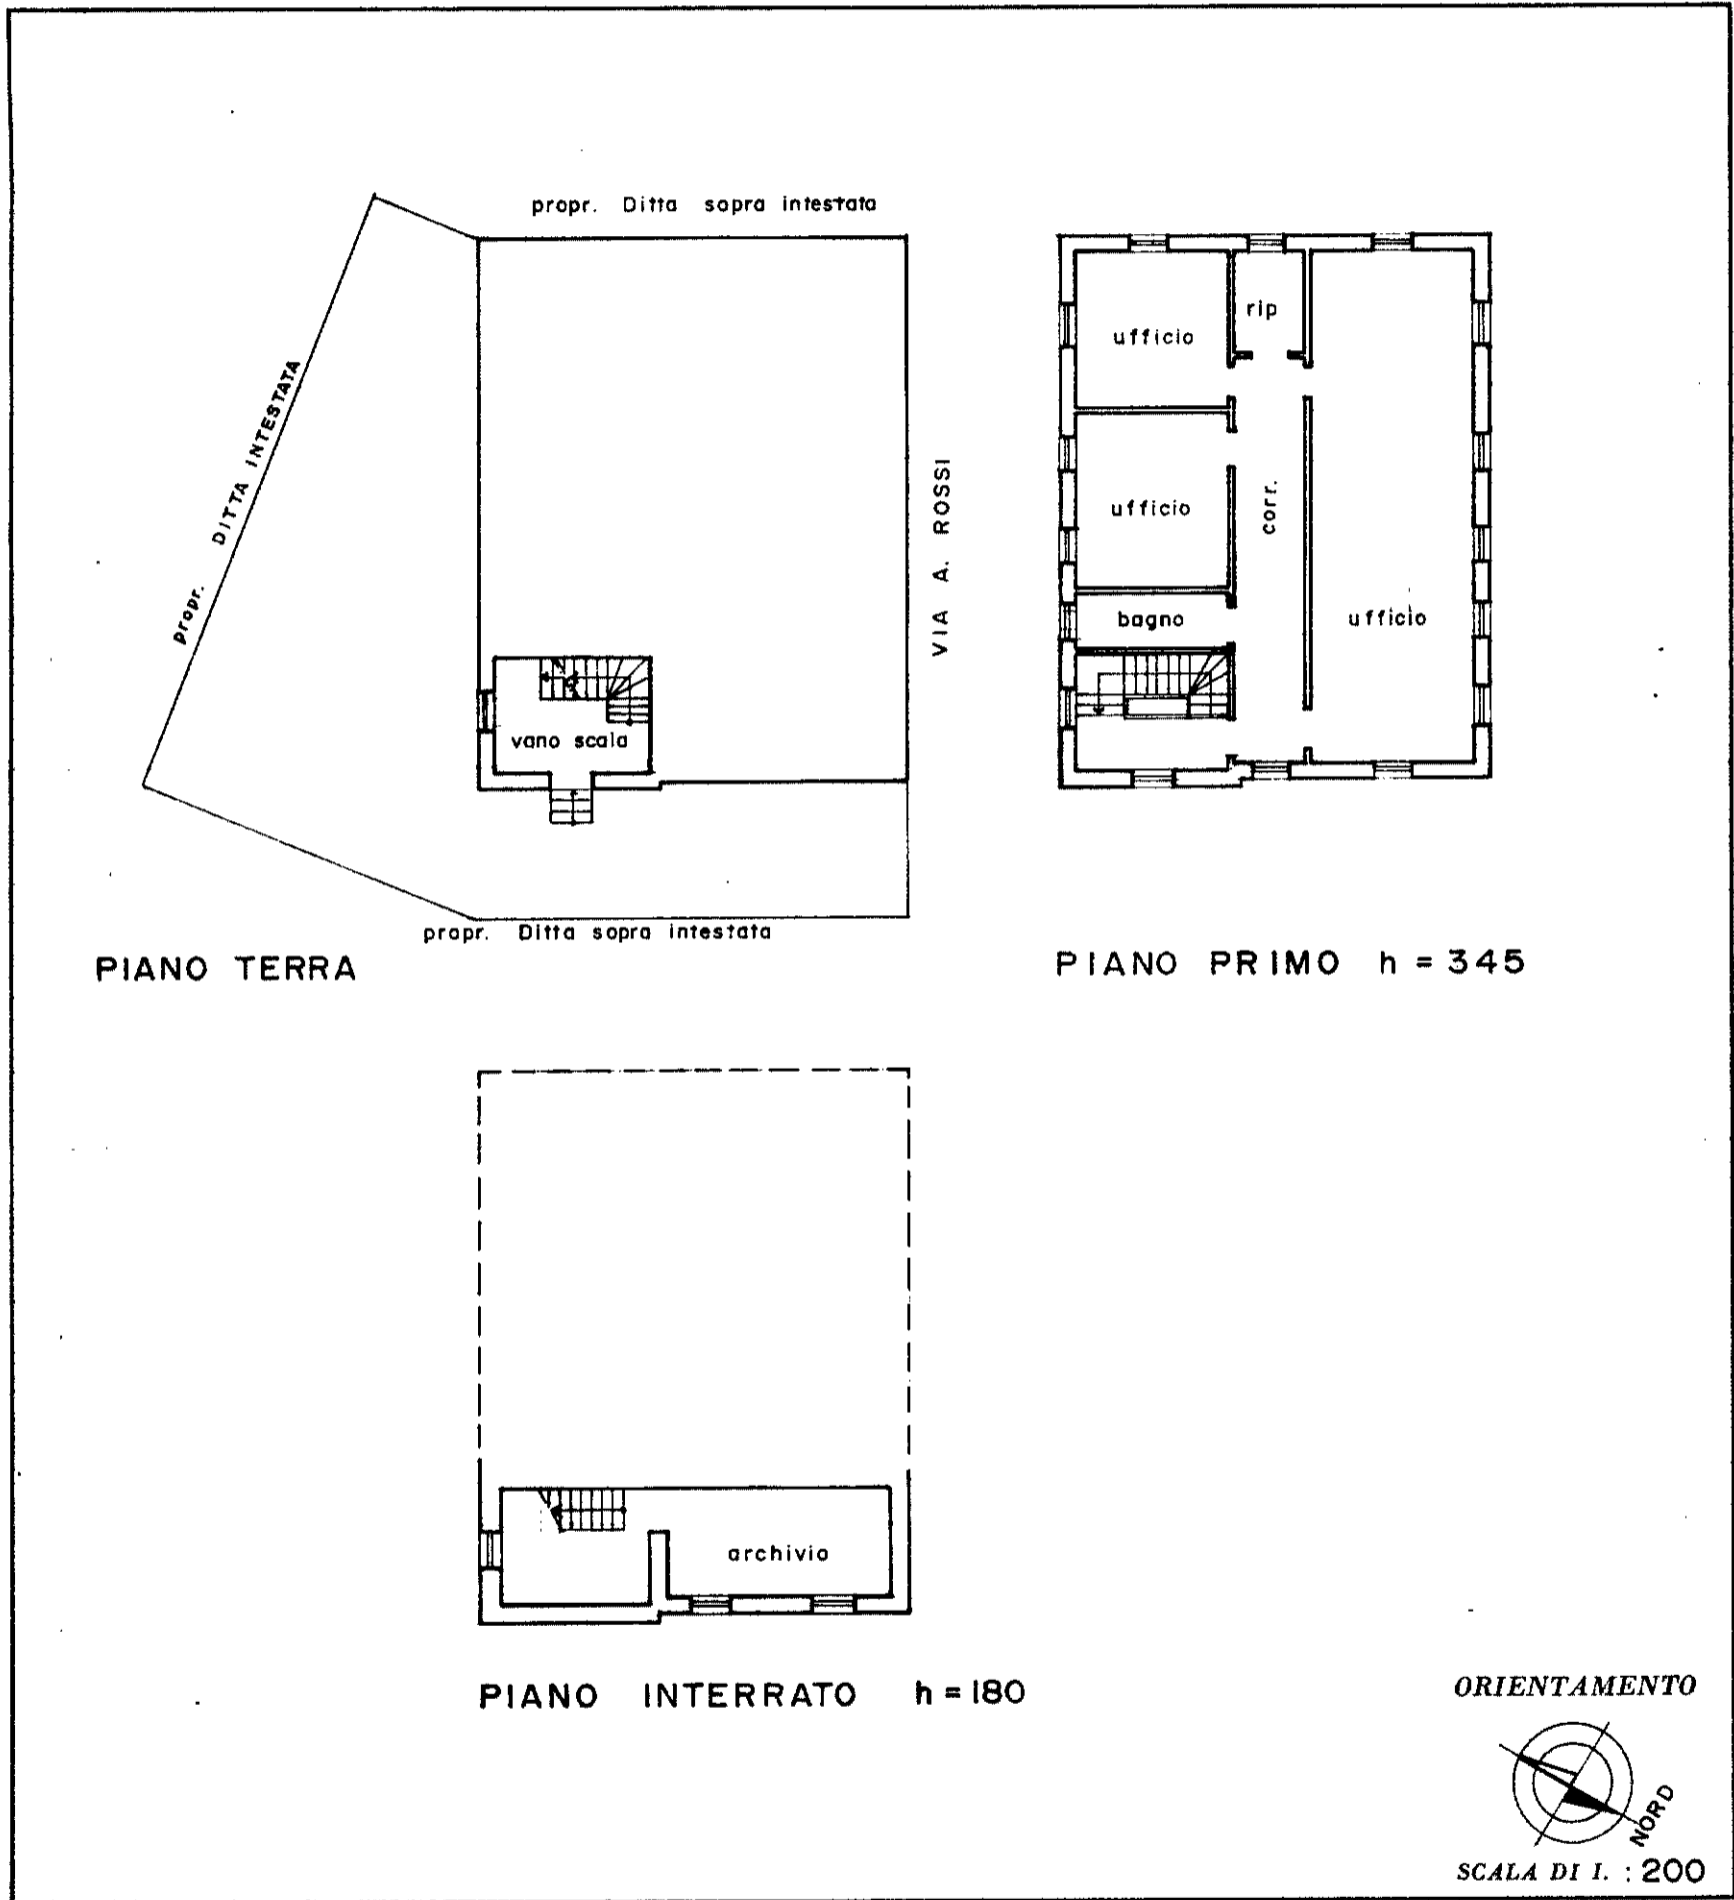 propr. Ditta sopra intestata
propr. DITTA INTESTATA
VIA A. ROSSI
vano scala
propr. Ditta sopra intestata
PIANO TERRA
rip
ufficio
ufficio
corr.
bagno
ufficio
PIANO PRIMO h = 345
archivio
PIANO INTERRATO h = 180
ORIENTAMENTO
NORD
SCALA DI I. : 200